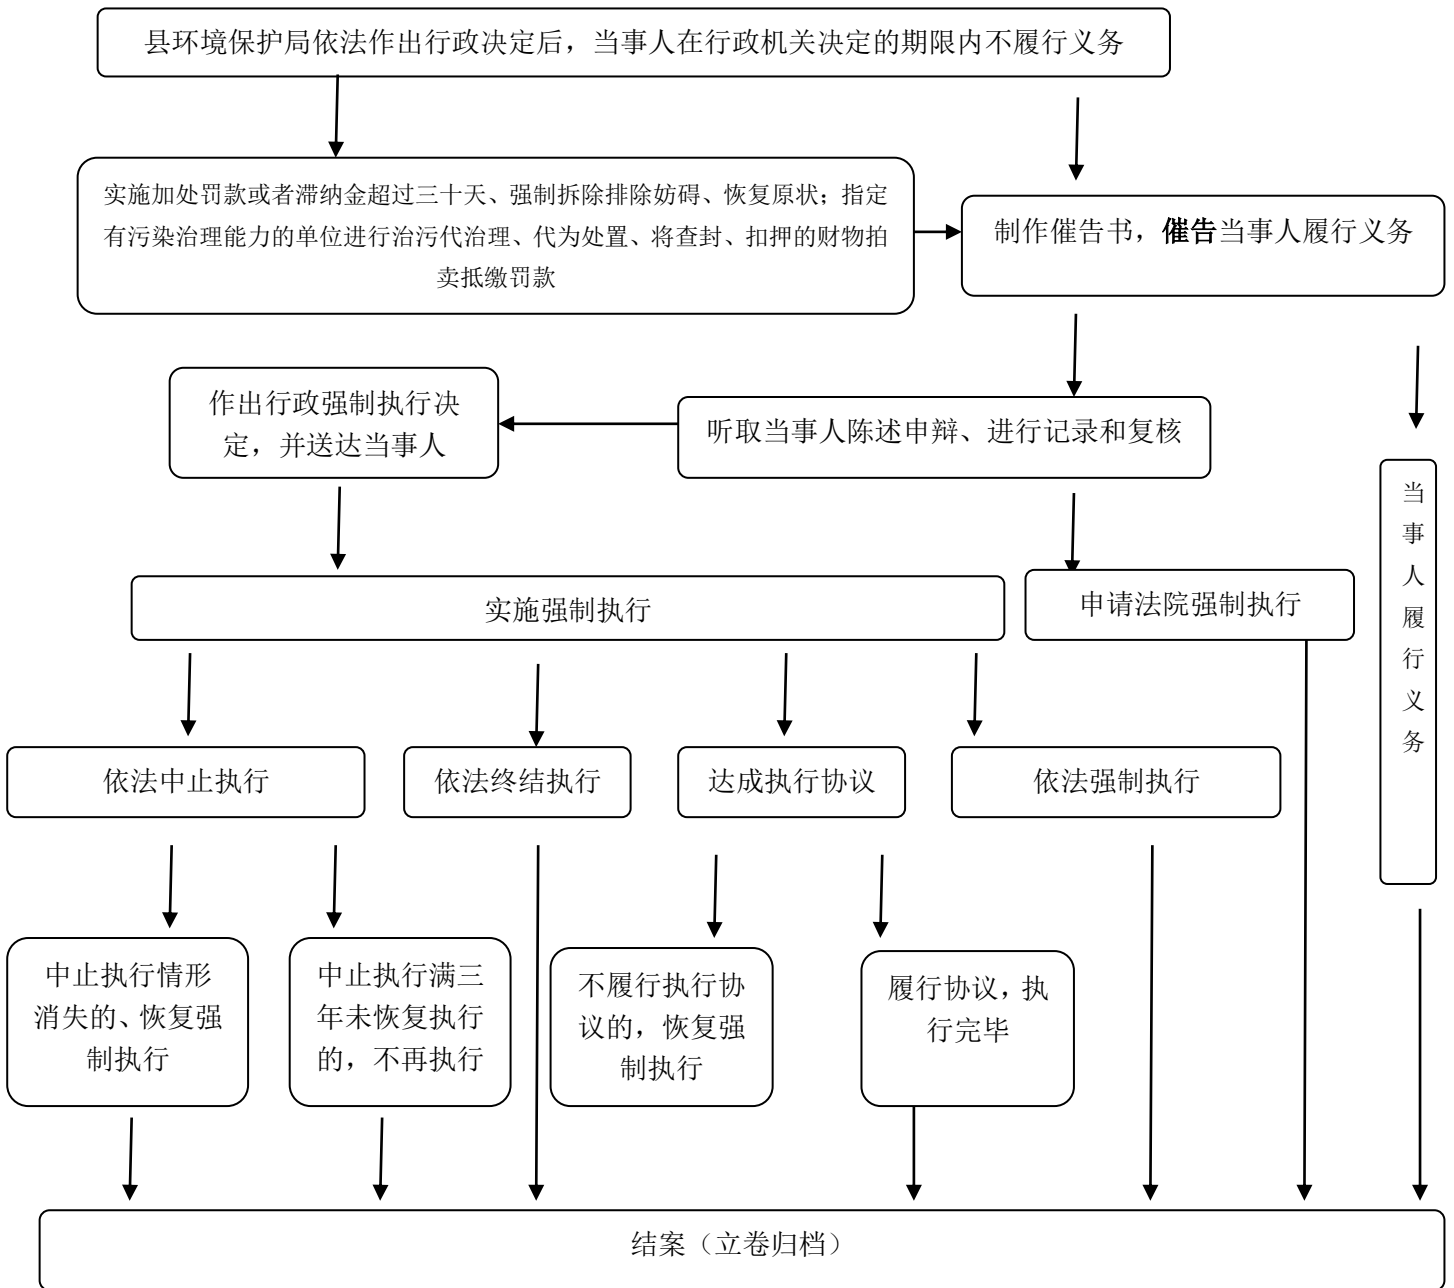 县环境保护局依法作出行政决定后，当事人在行政机关决定的期限内不履行义务
实施加处罚款或者滞纳金超过三十天、强制拆除排除妨碍、恢复原状；指定
有污染治理能力的单位进行治污代治理、代为处置、将查封、扣押的财物拍
卖抵缴罚款
制作催告书，催告当事人履行义务
作出行政强制执行决
定，并送达当事人
听取当事人陈述申辩、进行记录和复核
当
事
人
履
行
义
务
实施强制执行
申请法院强制执行
依法中止执行
依法终结执行
达成执行协议
依法强制执行
中止执行情形
消失的、恢复强
制执行
中止执行满三
年未恢复执行
的，不再执行
不履行执行协
议的，恢复强
制执行
履行协议，执
行完毕
结案（立卷归档）